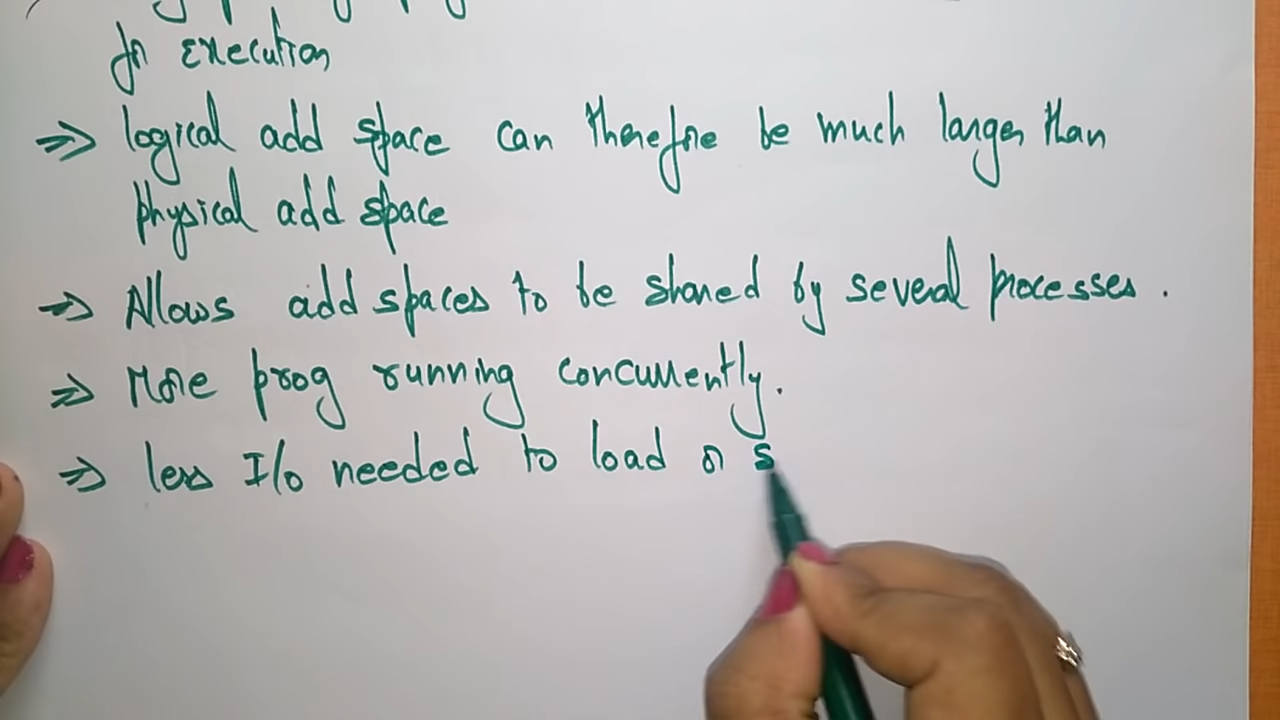 for execution
=> logical add space can therefore be much larger than
physical add space
=> Allows add spaces to be shared by several processes.
=> More prog running concurrently.
=> less I/o needed to load or s